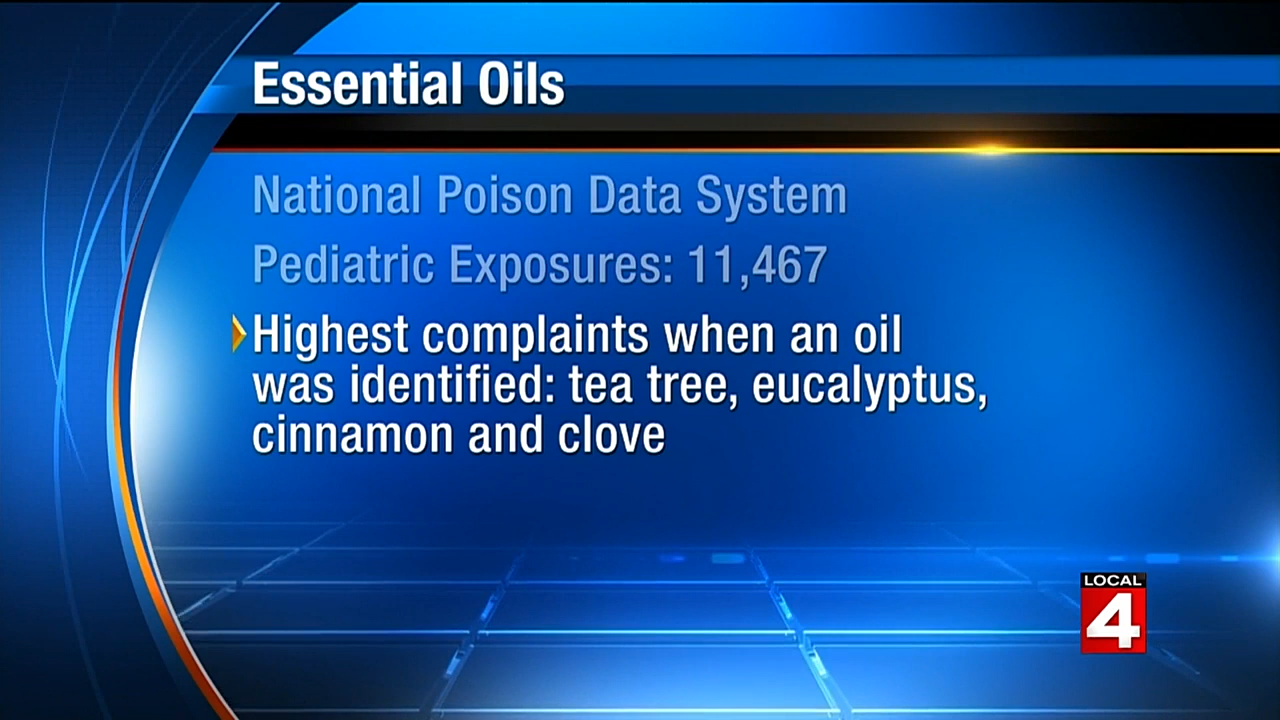 Essential Oils
National Poison Data System
Pediatric Exposures: 11,467
Highest complaints when an oil
was identified: tea tree, eucalyptus,
cinnamon and clove
LOCAL
4